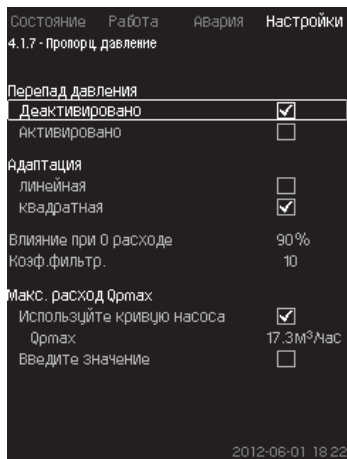 Состояние Работа Авария Настройки
4.1.7 - Пропорц. давление
Перепад давления
Деактивировано
Активировано
Адаптация
линейная
квадратная
Влияние при 0 расходе 90%
Коэф.фильтр. 10
Макс. расход Qpmax
Используйте кривую насоса
Qpmax 17.3м³/час
Введите значение
2012-06-01 18:22